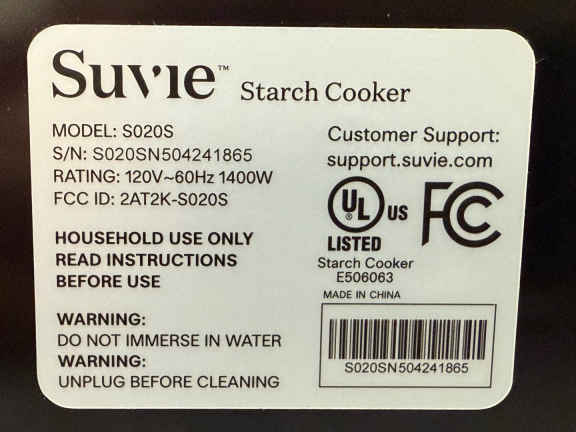 Suvie™ Starch Cooker
MODEL: S020S
S/N: S020SN504241865
RATING: 120V~60Hz 1400W
FCC ID: 2AT2K-S020S
HOUSEHOLD USE ONLY
READ INSTRUCTIONS
BEFORE USE
WARNING:
DO NOT IMMERSE IN WATER
WARNING:
UNPLUG BEFORE CLEANING
Customer Support:
support.suvie.com
UL® US FC
LISTED
Starch Cooker
E506063
MADE IN CHINA
S020SN504241865